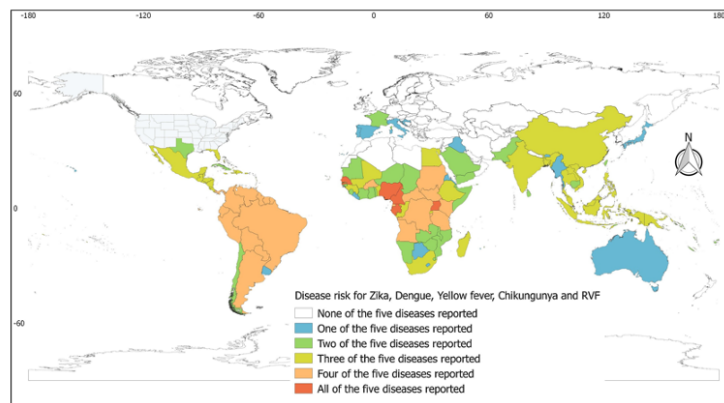 -180 -120 -60 0 60 120 180
60
N
0
-60
Disease risk for Zika, Dengue, Yellow fever, Chikungunya and RVF
None of the five diseases reported
One of the five diseases reported
Two of the five diseases reported
Three of the five diseases reported
Four of the five diseases reported
All of the five diseases reported